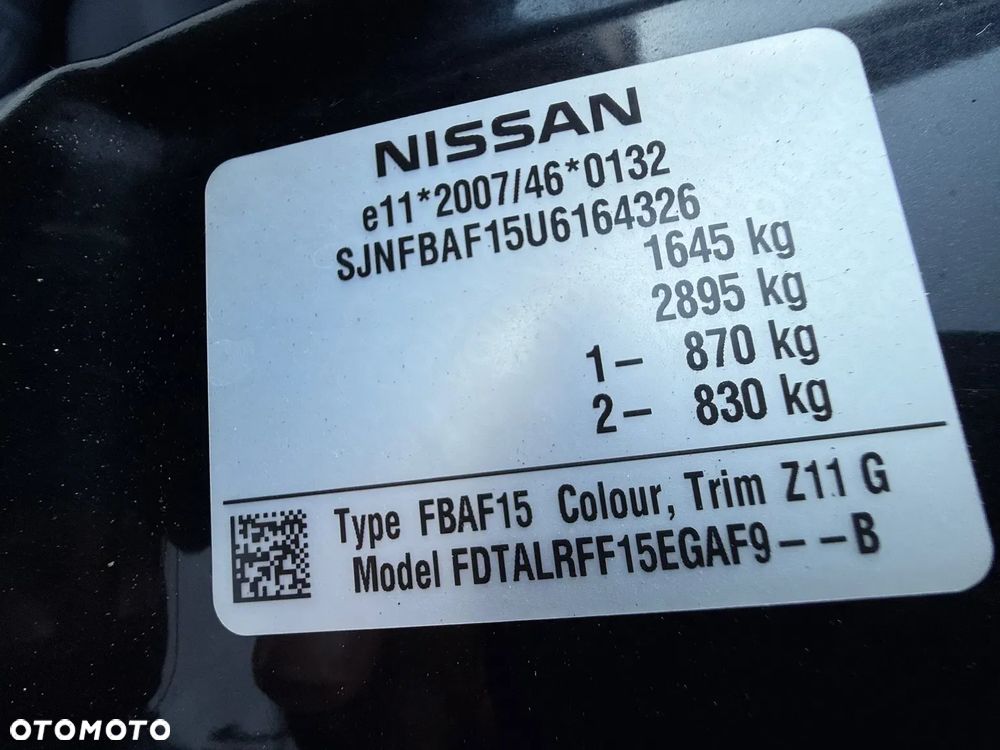 NISSAN
e11*2007/46*0132
SJNFBAF15U6164326
1645 kg
2895 kg
1– 870 kg
2– 830 kg
Type FBAF15 Colour, Trim Z11 G
Model FDTALRFF15EGAF9– –B
OTOMOTO